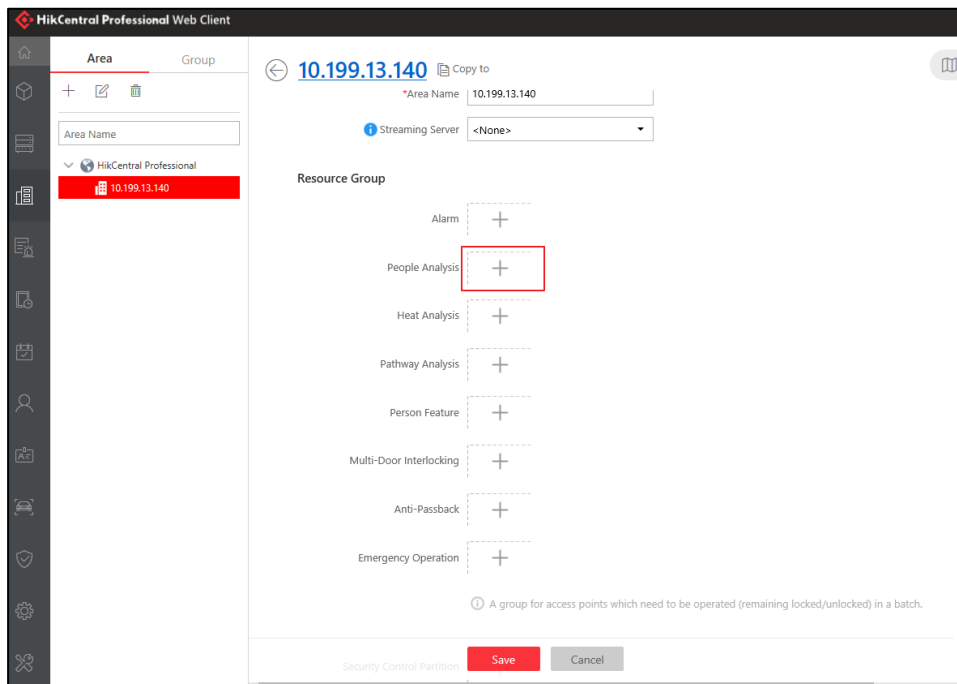 HikCentral Professional Web Client
Area
Group
Area Name
HikCentral Professional
10.199.13.140
10.199.13.140
Copy to
*Area Name
10.199.13.140
Streaming Server
<None>
Resource Group
Alarm
People Analysis
Heat Analysis
Pathway Analysis
Person Feature
Multi-Door Interlocking
Anti-Passback
Emergency Operation
A group for access points which need to be operated (remaining locked/unlocked) in a batch.
Security Control Partition
Save
Cancel